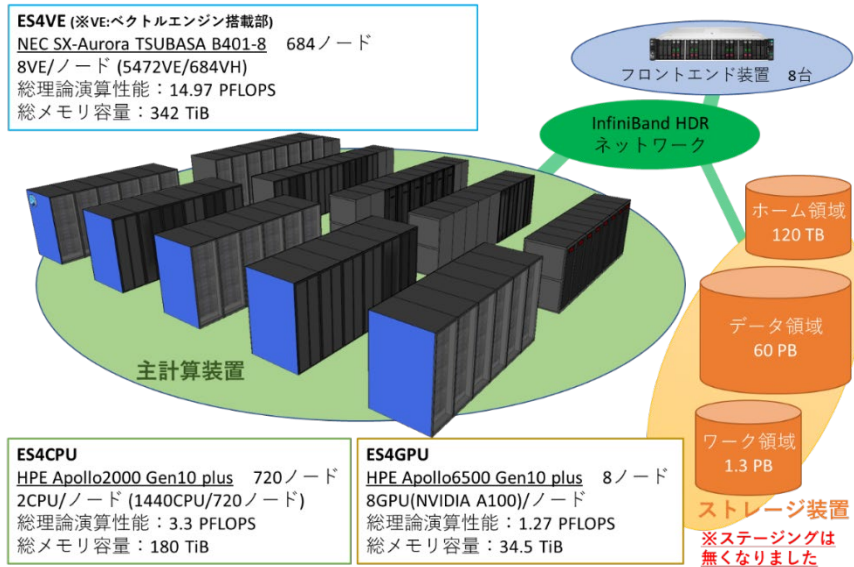 ES4VE (※VE:ベクトルエンジン搭載部)
NEC SX-Aurora TSUBASA B401-8　684ノード
8VE/ノード (5472VE/684VH)
総理論演算性能：14.97 PFLOPS
総メモリ容量：342 TiB
フロントエンド装置　8台
InfiniBand HDR
ネットワーク
ホーム領域
120 TB
データ領域
60 PB
ワーク領域
1.3 PB
ストレージ装置
※ステージングは
無くなりました
主計算装置
ES4CPU
HPE Apollo2000 Gen10 plus　720ノード
2CPU/ノード (1440CPU/720ノード)
総理論演算性能：3.3 PFLOPS
総メモリ容量：180 TiB
ES4GPU
HPE Apollo6500 Gen10 plus　8ノード
8GPU(NVIDIA A100)/ノード
総理論演算性能：1.27 PFLOPS
総メモリ容量：34.5 TiB